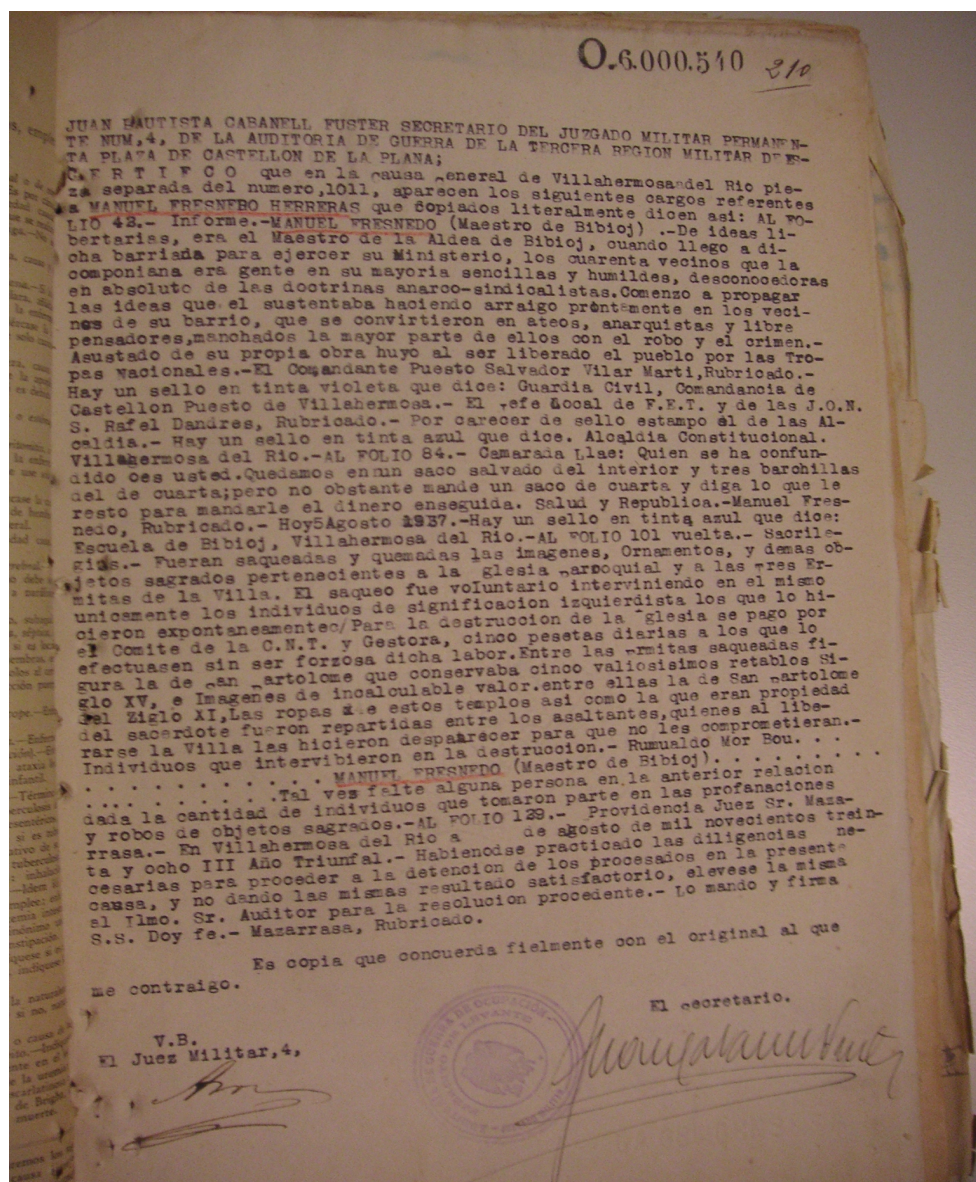 O.6.000.540 210
JUAN BAUTISTA CABANELL FUSTER SECRETARIO DEL JUZGADO MILITAR PERMANEN-
TE NUM,4, DE LA AUDITORIA DE GUERRA DE LA TERCERA REGION MILITAR DE ES-
TA PLAZA DE CASTELLON DE LA PLANA;
C E R T I F C O que en la causa general de Villahermosa del Rio pie-
za separada del numero,1011, aparecen los siguientes cargos referentes
a MANUEL FRESNEBO HERRERAS que copiados literalmente dicen asi: AL FO-
LIO 43.- Informe.-MANUEL FRESNEDO (Maestro de Bibioj) .-De ideas li-
bertarias, era el Maestro de la Aldea de Bibioj, cuando llego a di-
cha barriada para ejercer su Ministerio, los cuarenta vecinos que la
componiana era gente en su mayoria sencillas y humildes, desconocedoras
en absoluto de las doctrinas anarco-sindicalistas.Comenzo a propagar
las ideas que el sustentaba haciendo arraigo prontamente en los veci-
nos de su barrio, que se convirtieron en ateos, anarquistas y libre
pensadores,manchados la mayor parte de ellos con el robo y el crimen.-
Asustado de su propia obra huyo al ser liberado el pueblo por las Tro-
pas Nacionales.-El Comandante Puesto Salvador Vilar Marti,Rubricado.-
Hay un sello en tinta violeta que dice: Guardia Civil, Comandancia de
Castellon Puesto de Villahermosa.- El Jefe Local de F.E.T. y de las J.O.N.
S. Rafel Dandres, Rubricado.- Por carecer de sello estampo el de las Al-
caldia.- Hay un sello en tinta azul que dice. Alcaldia Constitucional.
Villahermosa del Rio.-AL FOLIO 84.- Camarada Llae: Quien se ha confun-
dido oes usted.Quedamos en un saco salvado del interior y tres barchillas
del de cuarta;pero no obstante mande un saco de cuarta y diga lo que le
resto para mandarle el dinero enseguida. Salud y Republica.-Manuel Fres-
nedo, Rubricado.- Hoy5Agosto 1937.-Hay un sello en tinta azul que dice:
Escuela de Bibioj, Villahermosa del Rio.-AL FOLIO 101 vuelta.- Sacrile-
gios.- Fueran saqueadas y quemadas las imagenes, Ornamentos, y demas ob-
jetos sagrados pertenecientes a la glesia parroquial y a las Tres Er-
mitas de la Villa. El saqueo fue voluntario interviniendo en el mismo
unicamente los individuos de significacion izquierdista los que lo hi-
cieron expontaneamente/Para la destruccion de la Iglesia se pago por
el Comite de la C.N.T. y Gestora, cinco pesetas diarias a los que lo
efectuasen sin ser forzosa dicha labor.Entre las ermitas saqueadas fi-
gura la de San Bartolome que conservaba cinco valiosisimos retablos Si-
glo XV, e Imagenes de incalculable valor.entre ellas la de San Bartolome
del Ziglo XI,Las ropas de estos templos asi como la que eran propiedad
del sacerdote fueron repartidas entre los asaltantes,quienes al libe-
rarse la Villa las hicieron desparecer para que no les comprometieran.-
Individuos que intervibieron en la destruccion.- Rumualdo Mor Bou. . .
. . . . . . . . . . . . MANUEL FRESNEDO (Maestro de Bibioj). . . . . . . .
. . . . . . . . .Tal vez falte alguna persona en la anterior relacion
dada la cantidad de individuos que tomaron parte en las profanaciones
y robos de objetos sagrados.-AL FOLIO 129.- Providencia Juez Sr. Maza-
rrasa.- En Villahermosa del Rio a de agosto de mil novecientos trein-
ta y ocho III Año Triunfal.- Habienodse practicado las diligencias ne-
cesarias para proceder a la detencion de los procesados en la presente
causa, y no dando las mismas resultado satisfactorio, elevese la misma
al Ilmo. Sr. Auditor para la resolucion procedente.- Lo mando y firma
S.S. Doy fe.- Mazarrasa, Rubricado.
Es copia que concuerda fielmente con el original al que
me contraigo.
El secretario.
V.B.
El Juez Militar,4,